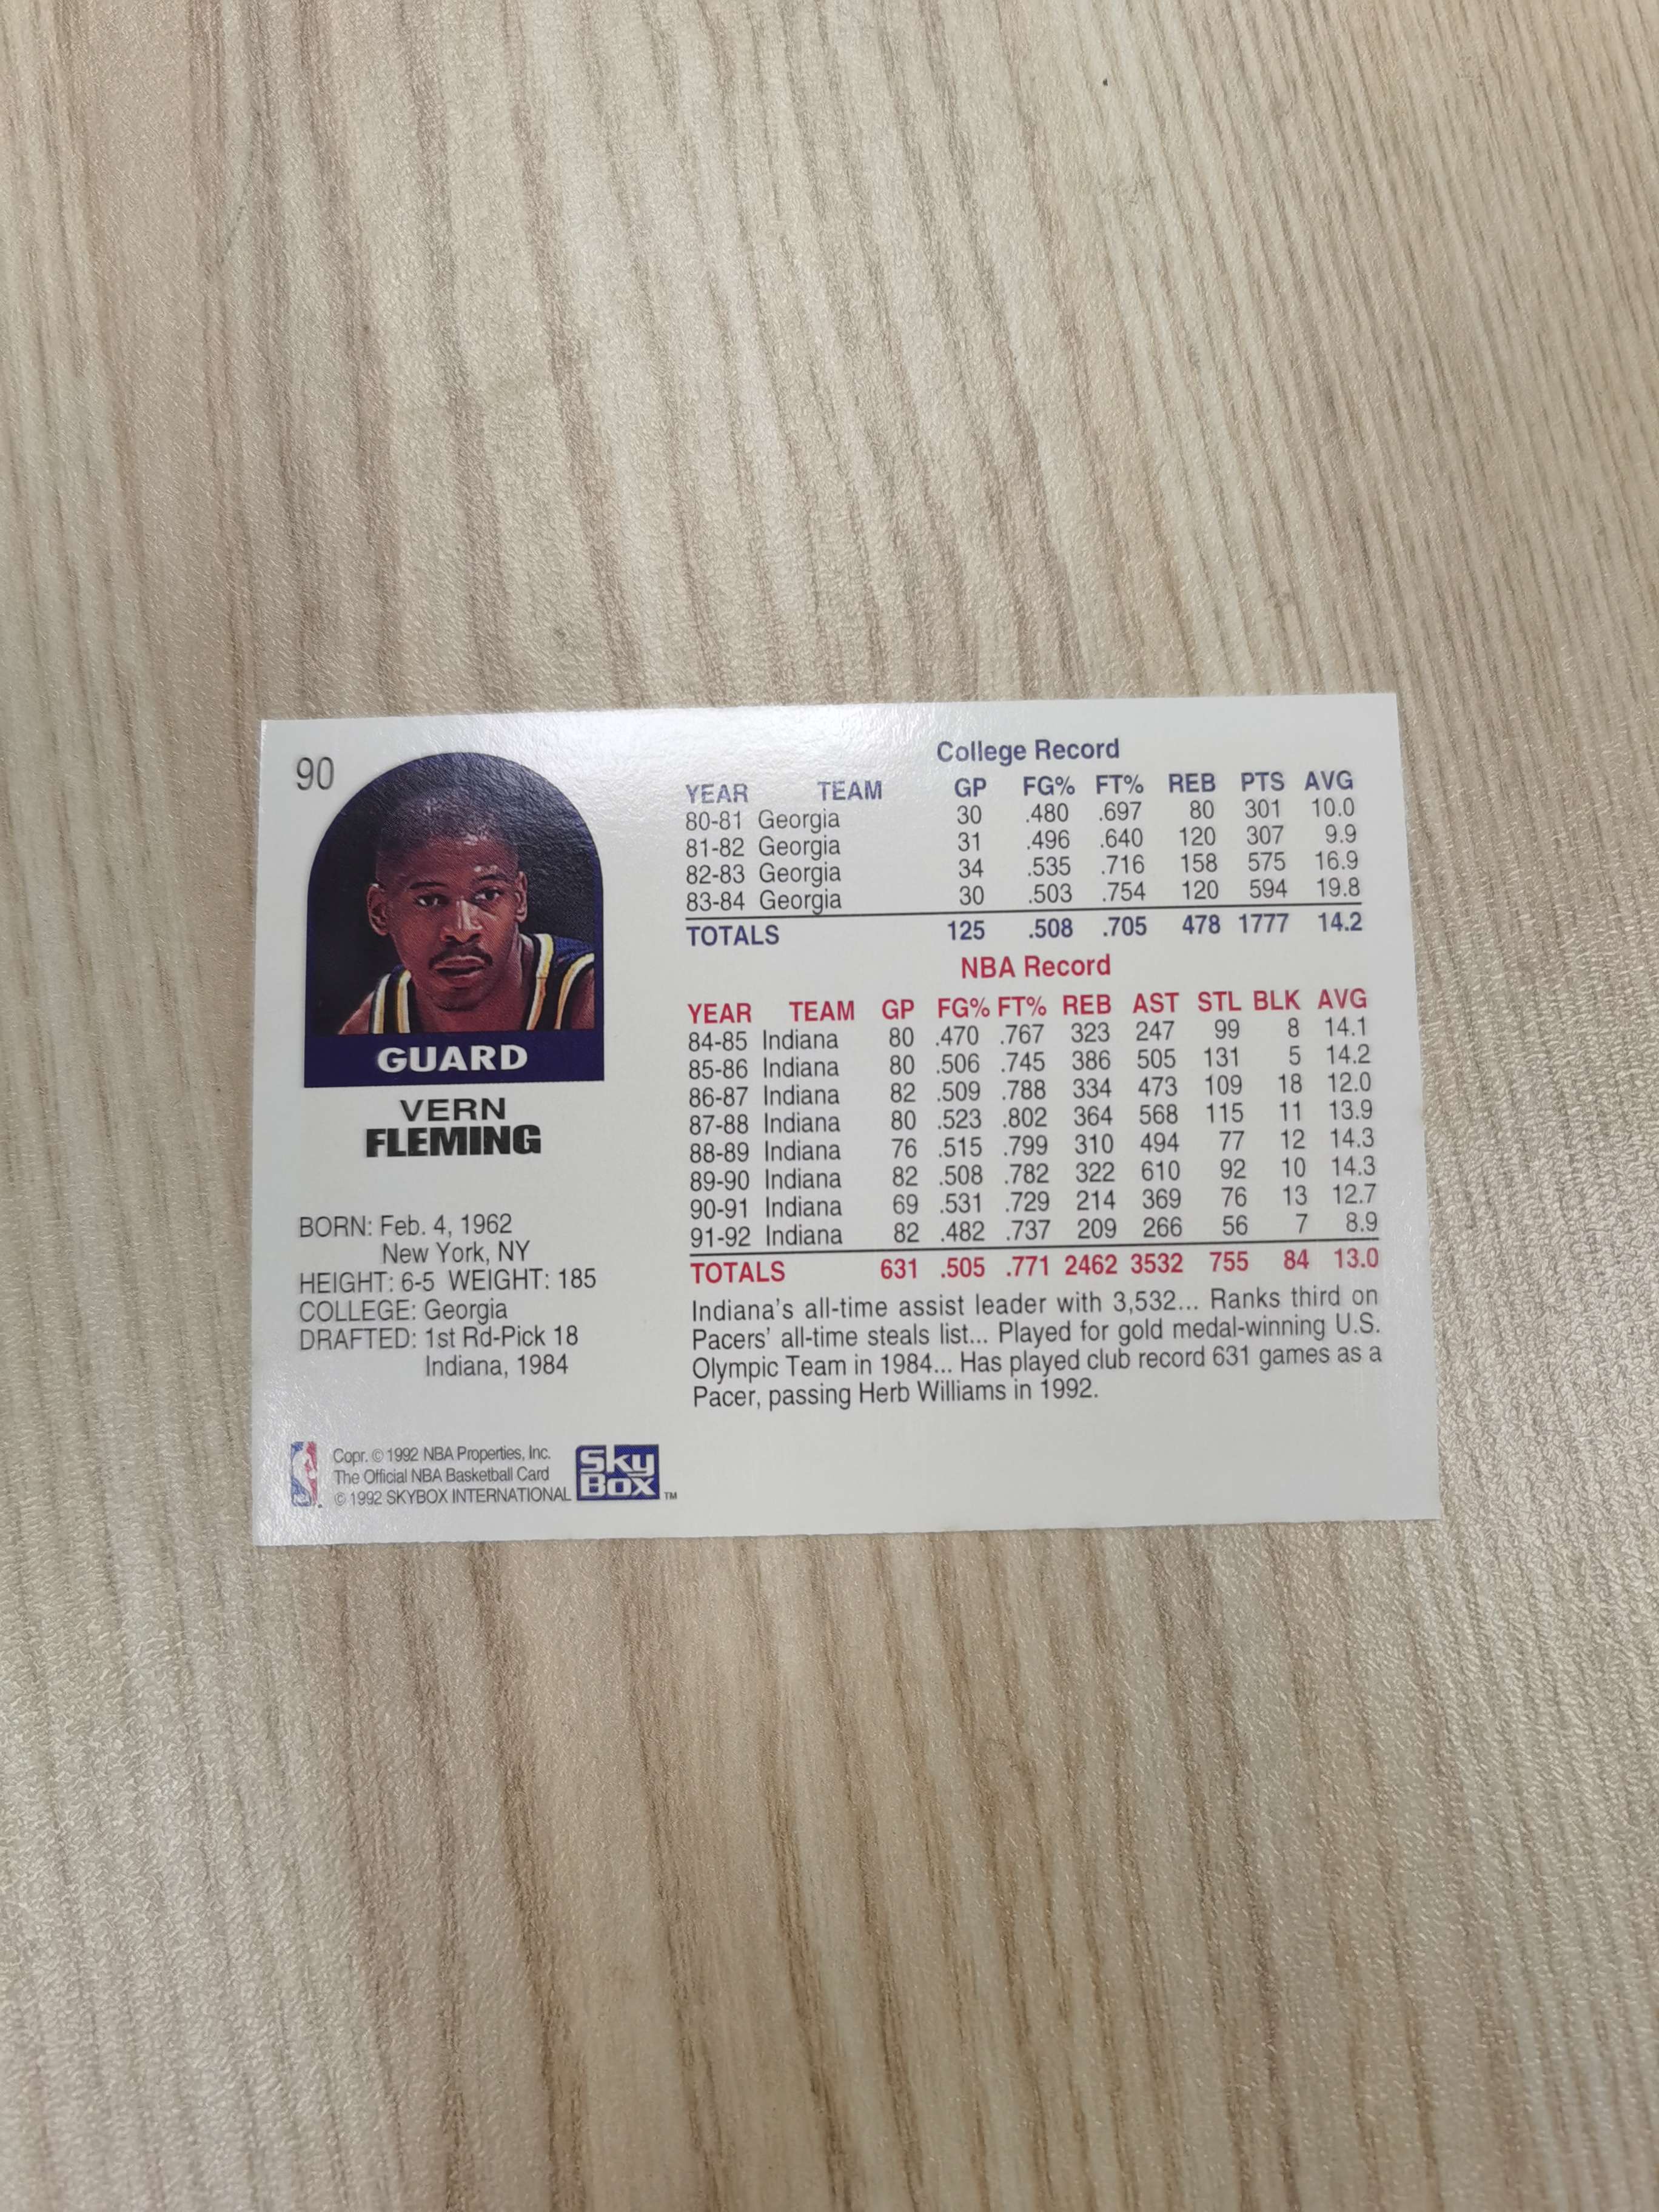 90
GUARD
VERN
FLEMING
BORN: Feb. 4, 1962
New York, NY
HEIGHT: 6-5 WEIGHT: 185
COLLEGE: Georgia
DRAFTED: 1st Rd-Pick 18
Indiana, 1984
Copr. © 1992 NBA Properties, Inc.
The Official NBA Basketball Card
© 1992 SKYBOX INTERNATIONAL
Sky
Box TM
College Record
YEAR TEAM GP FG% FT% REB PTS AVG
80-81 Georgia 30 .480 .697 80 301 10.0
81-82 Georgia 31 .496 .640 120 307 9.9
82-83 Georgia 34 .535 .716 158 575 16.9
83-84 Georgia 30 .503 .754 120 594 19.8
TOTALS 125 .508 .705 478 1777 14.2
NBA Record
YEAR TEAM GP FG% FT% REB AST STL BLK AVG
84-85 Indiana 80 .470 .767 323 247 99 8 14.1
85-86 Indiana 80 .506 .745 386 505 131 5 14.2
86-87 Indiana 82 .509 .788 334 473 109 18 12.0
87-88 Indiana 80 .523 .802 364 568 115 11 13.9
88-89 Indiana 76 .515 .799 310 494 77 12 14.3
89-90 Indiana 82 .508 .782 322 610 92 10 14.3
90-91 Indiana 69 .531 .729 214 369 76 13 12.7
91-92 Indiana 82 .482 .737 209 266 56 7 8.9
TOTALS 631 .505 .771 2462 3532 755 84 13.0
Indiana's all-time assist leader with 3,532... Ranks third on
Pacers' all-time steals list... Played for gold medal-winning U.S.
Olympic Team in 1984... Has played club record 631 games as a
Pacer, passing Herb Williams in 1992.